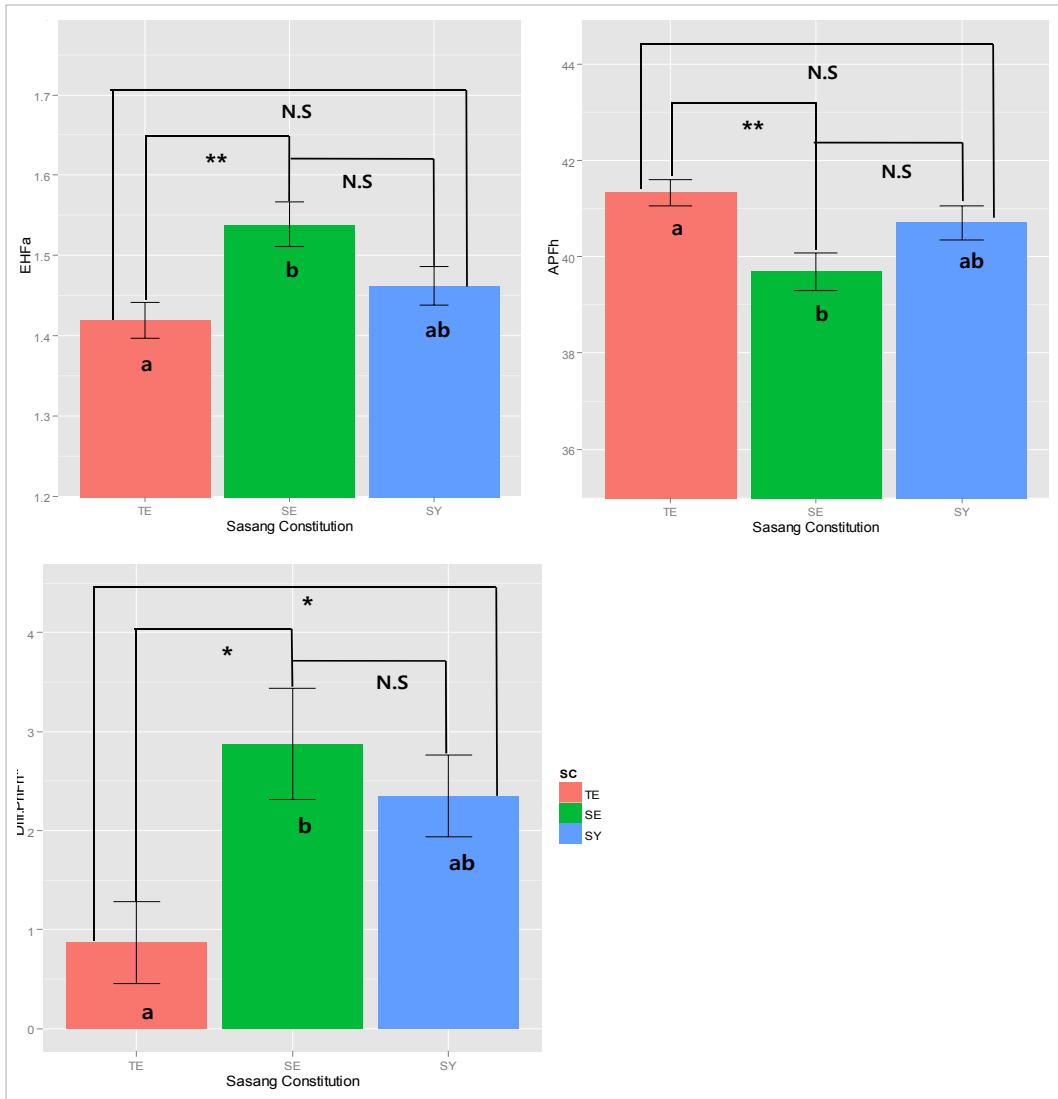 1.7
1.6
1.5
1.4
1.3
1.2
EHFa
N.S
**
N.S
a
b
ab
TE SE SY
Sasang Constitution
44
42
40
38
36
APFh
N.S
**
N.S
a
b
ab
TE SE SY
Sasang Constitution
4
3
2
1
0
*
*
N.S
a
b
ab
TE SE SY
Sasang Constitution
SC
TE
SE
SY